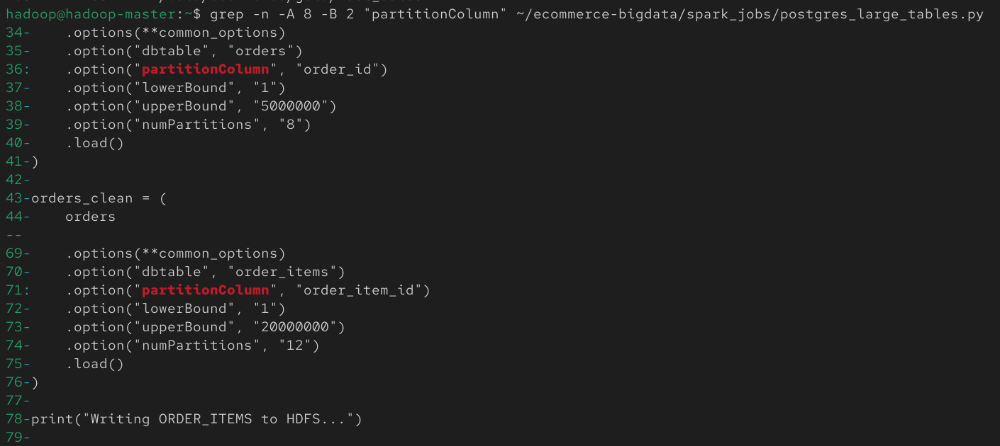 hadoop@hadoop-master:~$ grep -n -A 8 -B 2 "partitionColumn" ~/ecommerce-bigdata/spark_jobs/postgres_large_tables.py
34-    .options(**common_options)
35-    .option("dbtable", "orders")
36:    .option("partitionColumn", "order_id")
37-    .option("lowerBound", "1")
38-    .option("upperBound", "5000000")
39-    .option("numPartitions", "8")
40-    .load()
41-)
42-
43-orders_clean = (
44-    orders
--
69-    .options(**common_options)
70-    .option("dbtable", "order_items")
71:    .option("partitionColumn", "order_item_id")
72-    .option("lowerBound", "1")
73-    .option("upperBound", "20000000")
74-    .option("numPartitions", "12")
75-    .load()
76-)
77-
78-print("Writing ORDER_ITEMS to HDFS...")
79-